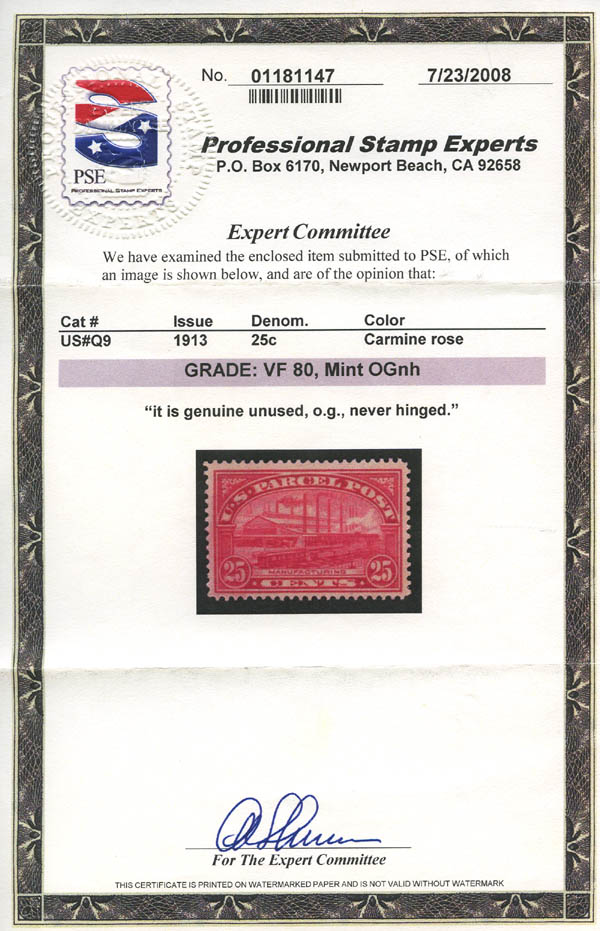 No. 01181147 7/23/2008
PSE
PROFESSIONAL STAMP EXPERTS
Professional Stamp Experts
P.O. Box 6170, Newport Beach, CA 92658
Expert Committee
We have examined the enclosed item submitted to PSE, of which
an image is shown below, and are of the opinion that:
Cat # Issue Denom. Color
US#Q9 1913 25c Carmine rose
GRADE: VF 80, Mint OGnh
“it is genuine unused, o.g., never hinged.”
U.S. PARCEL POST
MANUFACTURING
25 CENTS 25
For The Expert Committee
THIS CERTIFICATE IS PRINTED ON WATERMARKED PAPER AND IS NOT VALID WITHOUT WATERMARK